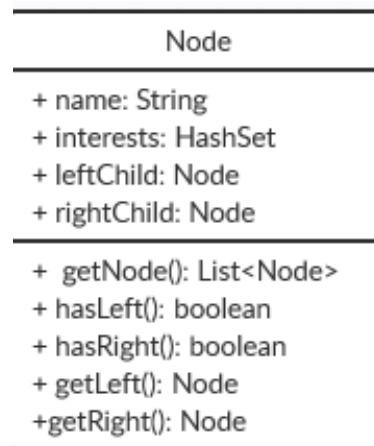 Node
+ name: String
+ interests: HashSet
+ leftChild: Node
+ rightChild: Node
+ getNode(): List<Node>
+ hasLeft(): boolean
+ hasRight(): boolean
+ getLeft(): Node
+getRight(): Node